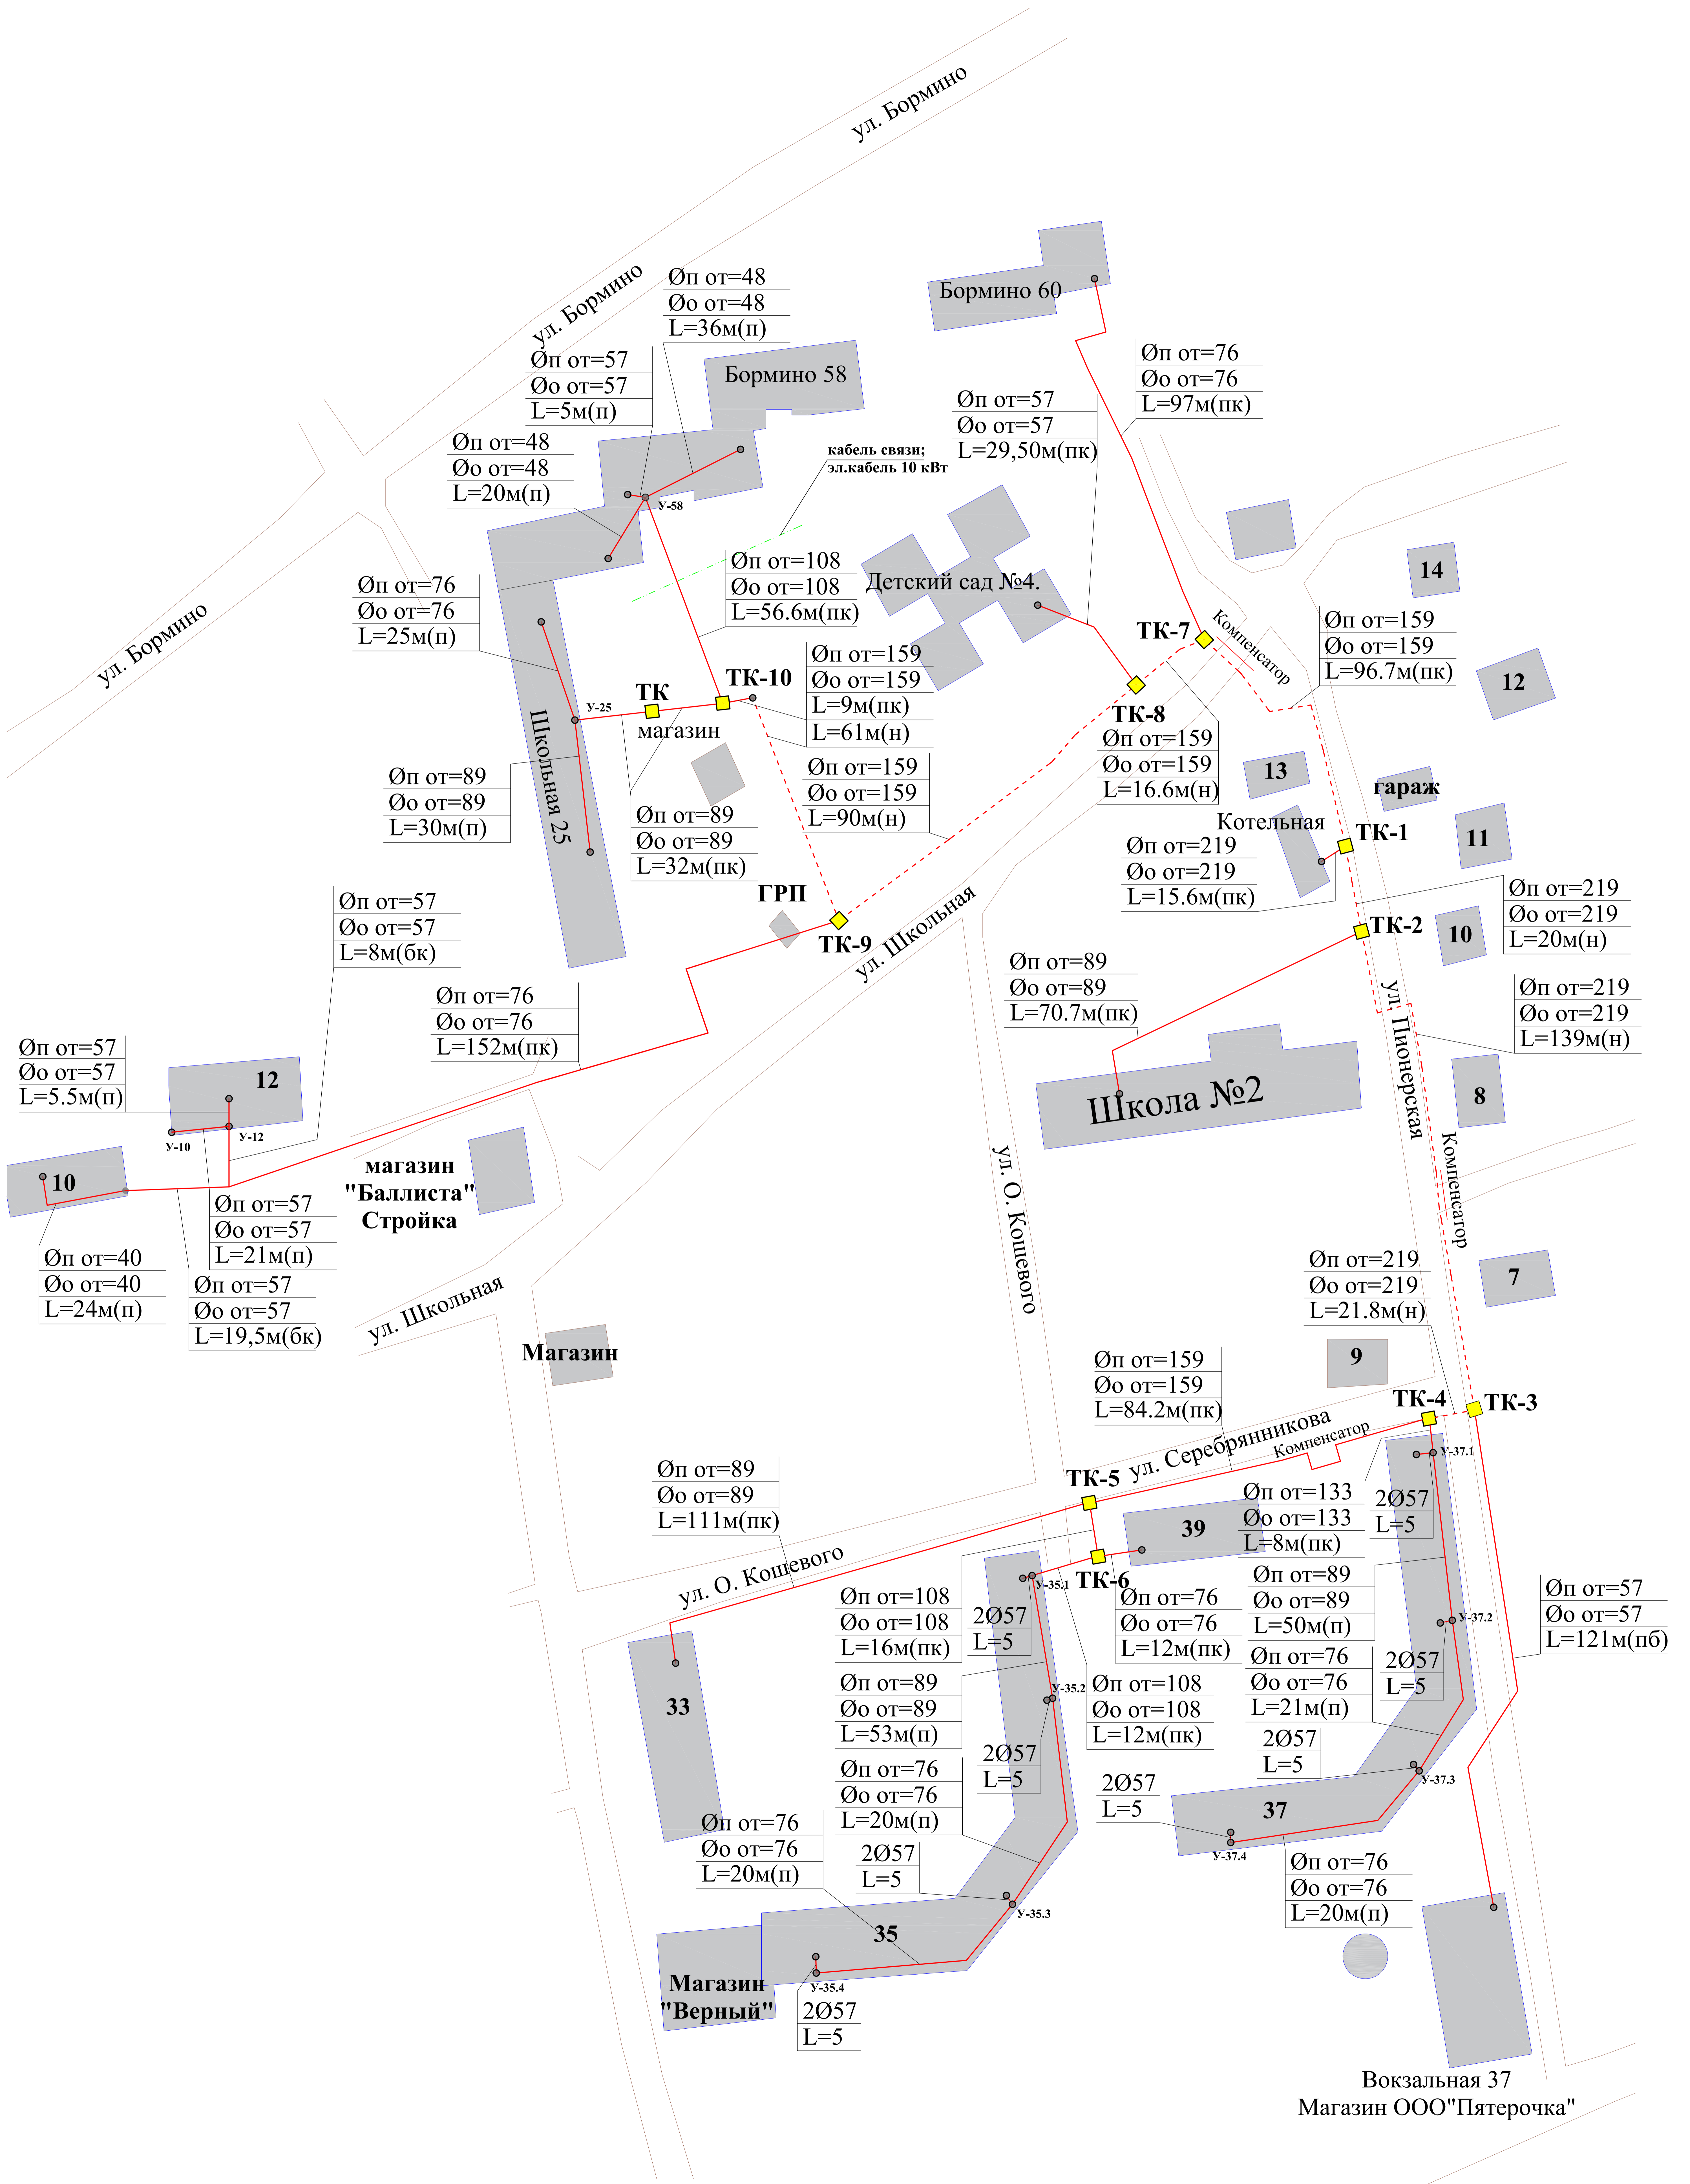 ул. Бормино
ул. Бормино
ул. Бормино
Øп от=48
Øо от=48
L=36м(п)
Øп от=57
Øо от=57
L=5м(п)
Øп от=48
Øо от=48
L=20м(п)
Бормино 58
Бормино 60
Øп от=76
Øо от=76
L=97м(пк)
Øп от=57
Øо от=57
L=29,50м(пк)
кабель связи;
эл.кабель 10 кВт
У-58
Øп от=108
Øо от=108
L=56.6м(пк)
Детский сад №4.
14
Øп от=76
Øо от=76
L=25м(п)
ТК-7
Компенсатор
Øп от=159
Øо от=159
L=96.7м(пк)
Øп от=159
Øо от=159
L=9м(пк)
L=61м(н)
ТК-10
ТК
У-25
магазин
Школьная 25
12
ТК-8
Øп от=159
Øо от=159
L=16.6м(н)
Øп от=159
Øо от=159
L=90м(н)
Øп от=89
Øо от=89
L=30м(п)
Øп от=89
Øо от=89
L=32м(пк)
13
гараж
Котельная
ТК-1
11
Øп от=219
Øо от=219
L=15.6м(пк)
Øп от=219
Øо от=219
L=20м(н)
ГРП
ТК-9
ул. Школьная
ТК-2
10
Øп от=57
Øо от=57
L=8м(бк)
Øп от=89
Øо от=89
L=70.7м(пк)
Øп от=76
Øо от=76
L=152м(пк)
ул. Пионерская
Øп от=219
Øо от=219
L=139м(н)
Øп от=57
Øо от=57
L=5.5м(п)
12
У-10
У-12
Школа №2
8
10
магазин
"Баллиста"
Стройка
ул. О. Кошевого
Компенсатор
Øп от=57
Øо от=57
L=21м(п)
Øп от=40
Øо от=40
L=24м(п)
Øп от=57
Øо от=57
L=19,5м(бк)
ул. Школьная
Øп от=219
Øо от=219
L=21.8м(н)
7
Магазин
9
Øп от=159
Øо от=159
L=84.2м(пк)
ТК-4
ТК-3
ул. Серебрянникова
Компенсатор
У-37.1
Øп от=89
Øо от=89
L=111м(пк)
ТК-5
39
Øп от=133
Øо от=133
L=8м(пк)
2Ø57
L=5
ул. О. Кошевого
ТК-6
У-35.1
Øп от=108
Øо от=108
L=16м(пк)
2Ø57
L=5
Øп от=76
Øо от=76
L=12м(пк)
Øп от=89
Øо от=89
L=50м(п)
У-37.2
Øп от=57
Øо от=57
L=121м(пб)
2Ø57
L=5
Øп от=76
Øо от=76
L=21м(п)
33
Øп от=89
Øо от=89
L=53м(п)
У-35.2
Øп от=108
Øо от=108
L=12м(пк)
2Ø57
L=5
2Ø57
L=5
У-37.3
Øп от=76
Øо от=76
L=20м(п)
2Ø57
L=5
37
У-37.4
Øп от=76
Øо от=76
L=20м(п)
2Ø57
L=5
У-35.3
Øп от=76
Øо от=76
L=20м(п)
35
Магазин
"Верный"
У-35.4
2Ø57
L=5
Вокзальная 37
Магазин ООО"Пятерочка"